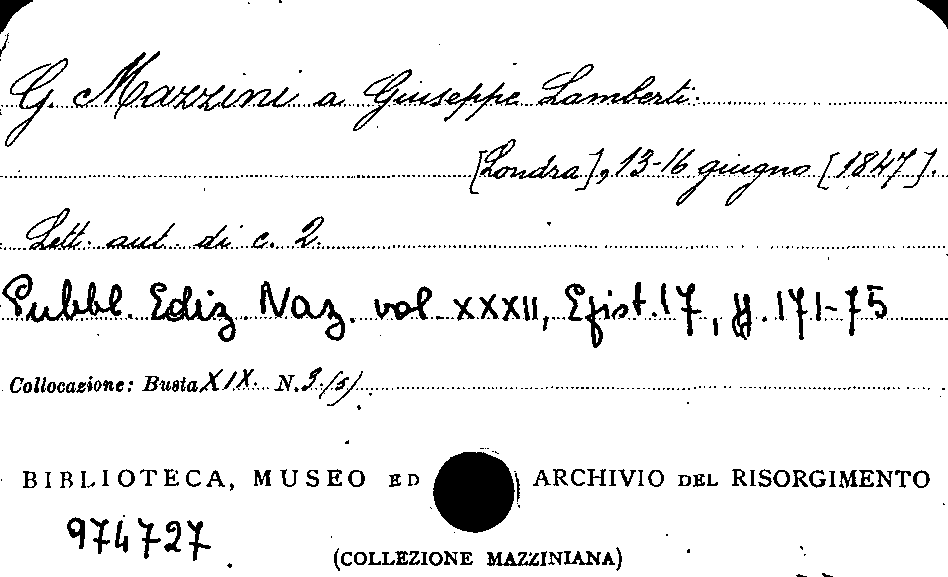 G. Mazzini a Giuseppe Lamberti.
[Londra], 13-16 giugno [1847].
Lett. aut. di c. 2.
Pubbl. Ediz. Naz. vol. XXXII, Epist. 17, pp. 171-75
Collocazione: Busta XIX. N. 3 (5)
BIBLIOTECA, MUSEO ED ARCHIVIO DEL RISORGIMENTO
974727
(COLLEZIONE MAZZINIANA)